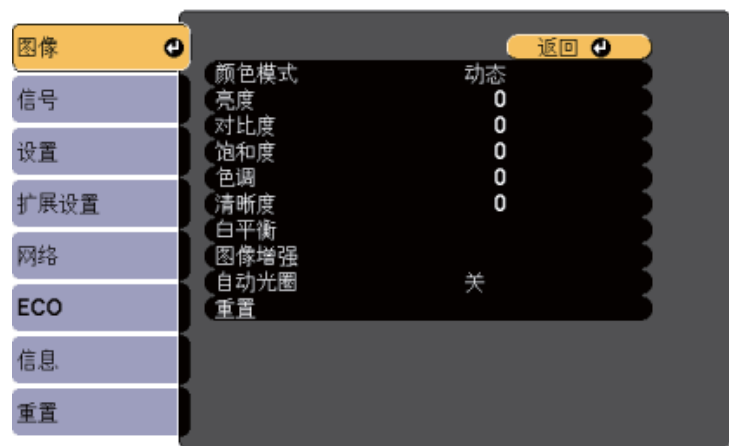 图像
信号
设置
扩展设置
网络
ECO
信息
重置
返回
颜色模式 动态
亮度 0
对比度 0
饱和度 0
色调 0
清晰度 0
白平衡
图像增强
自动光圈 关
重置